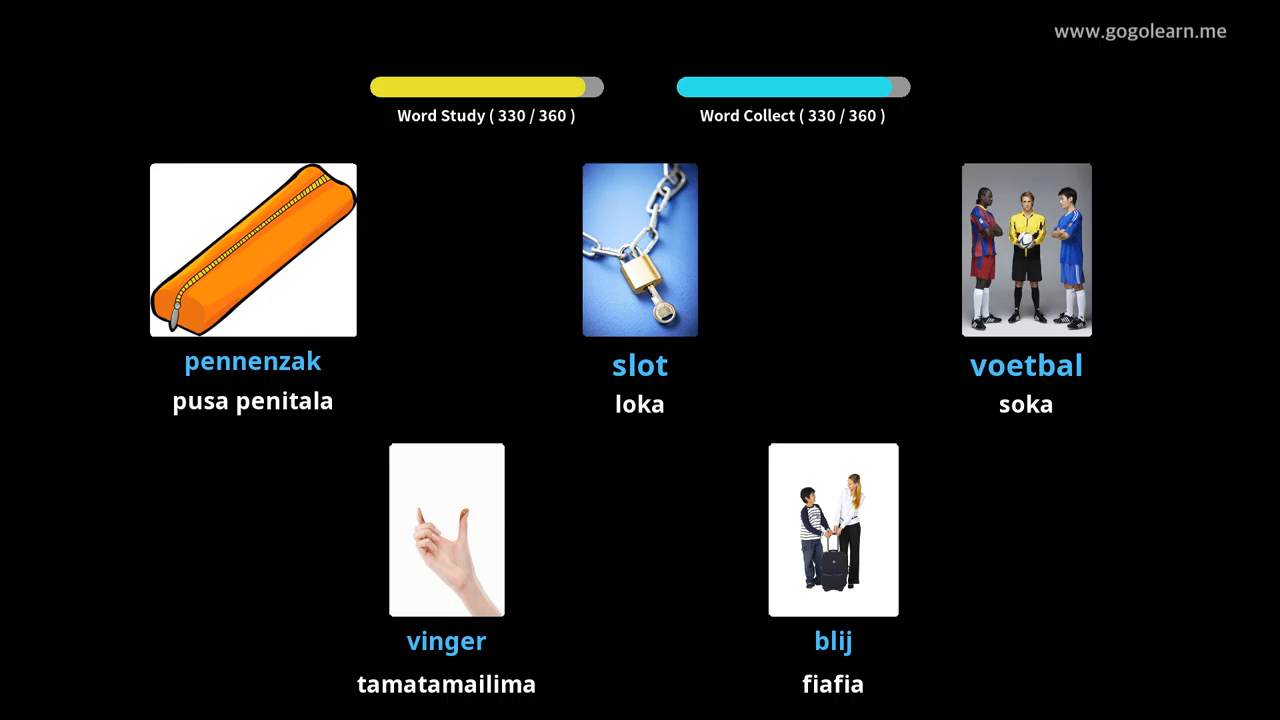 www.gogolearn.me
Word Study ( 330 / 360 )
Word Collect ( 330 / 360 )
pennenzak
pusa penitala
slot
loka
voetbal
soka
vinger
tamatamailima
blij
fiafia